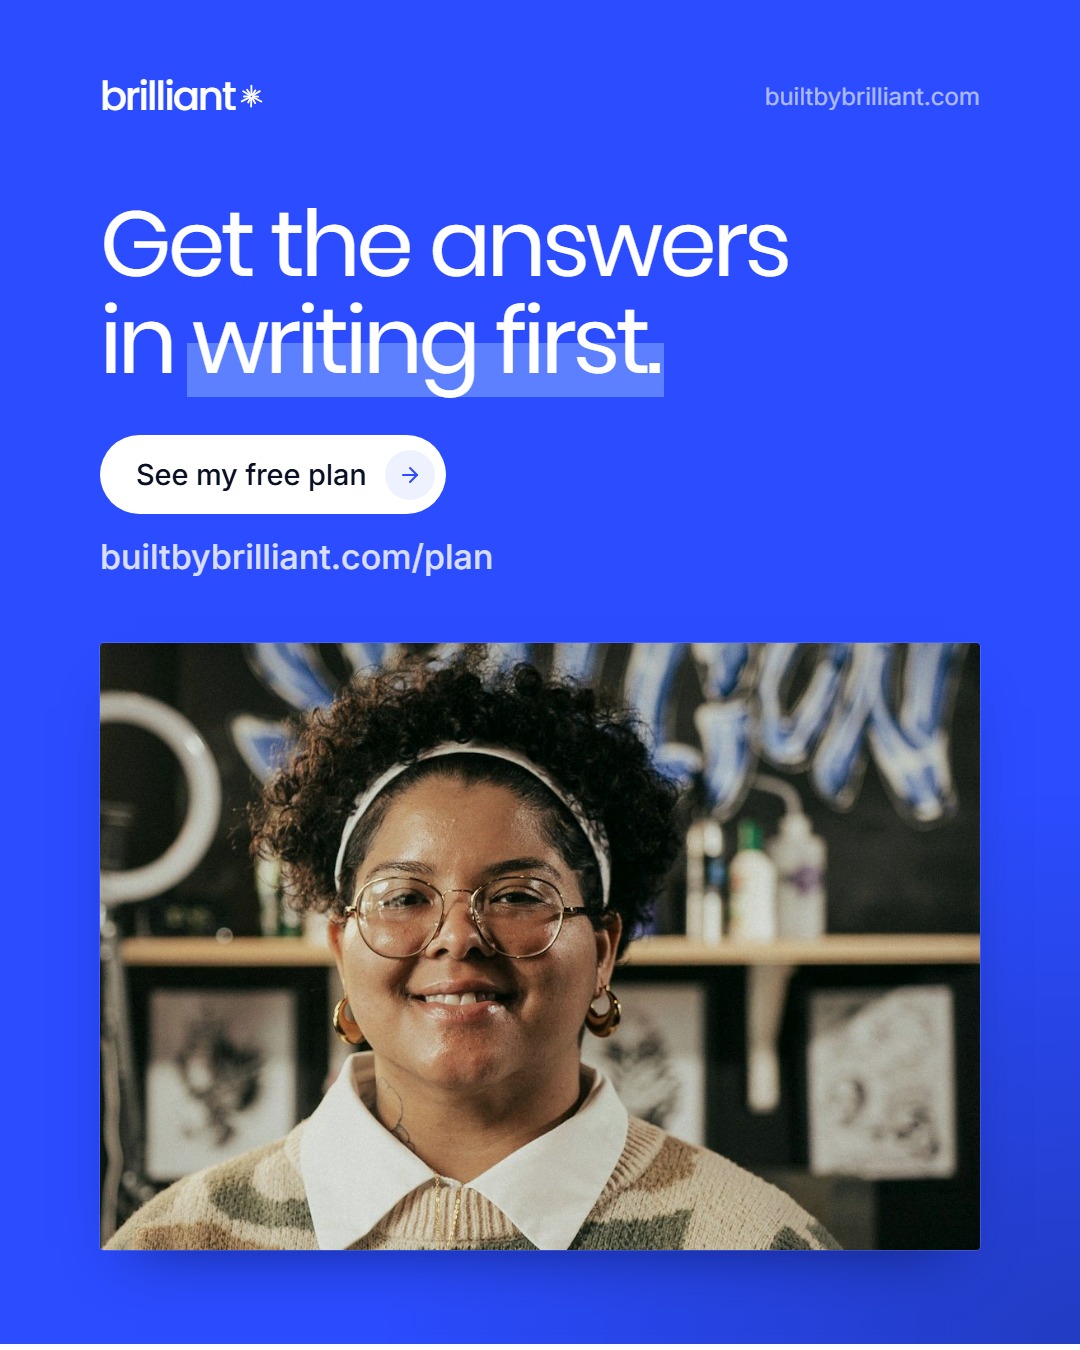 brilliant
builtbybrilliant.com
Get the answers
in writing first.
See my free plan
builtbybrilliant.com/plan